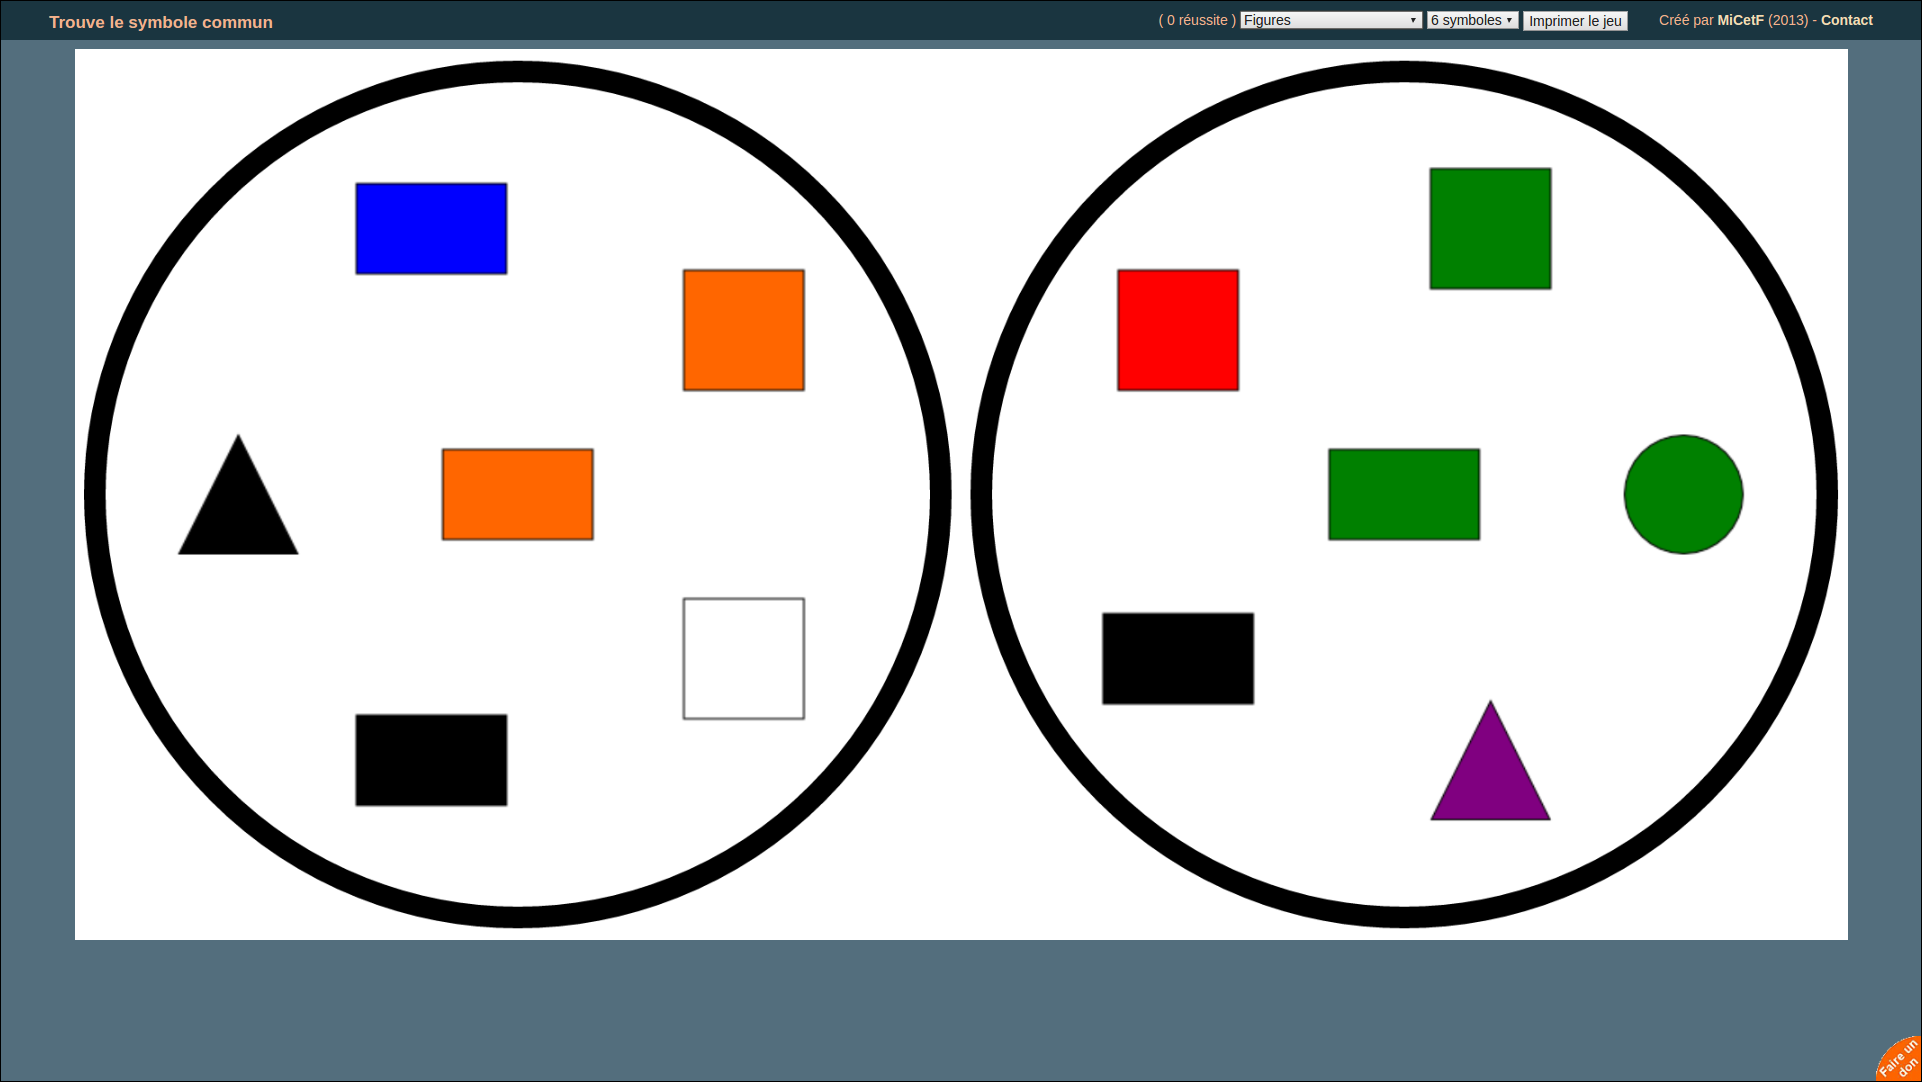 Trouve le symbole commun
( 0 réussite ) Figures 6 symboles Imprimer le jeu Créé par MiCetF (2013) - Contact
Faire un
don